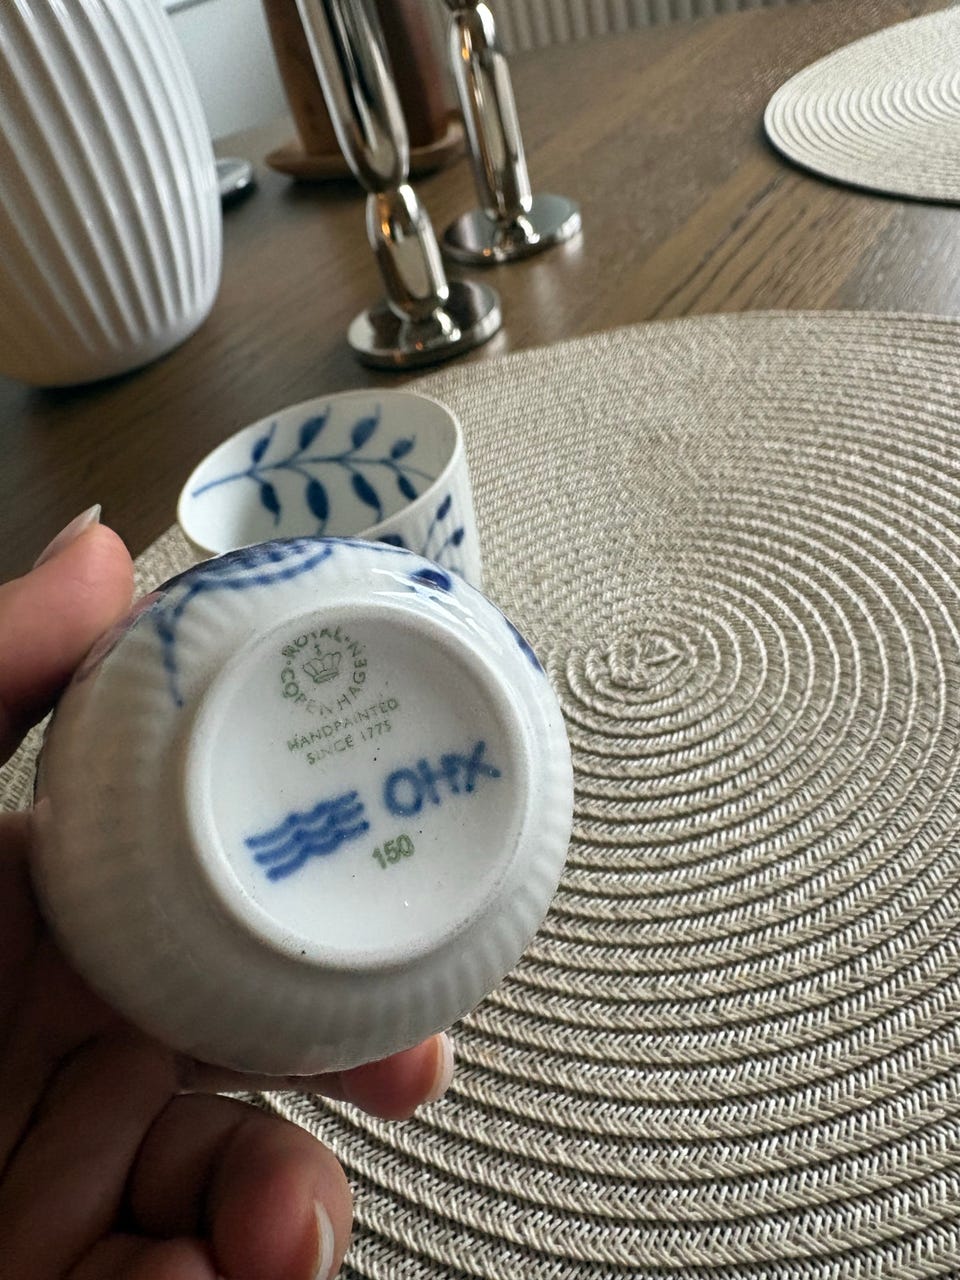 ROYAL COPENHAGEN
HANDPAINTED
SINCE 1775
OHX
150